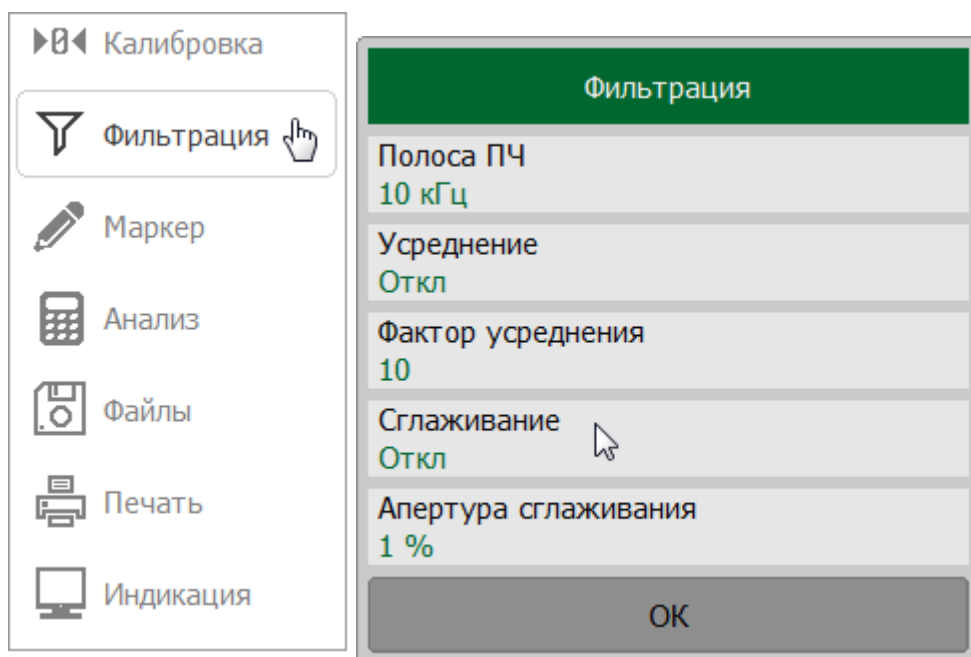 Калибровка
Фильтрация
Маркер
Анализ
Файлы
Печать
Индикация
Фильтрация
Полоса ПЧ
10 кГц
Усреднение
Откл
Фактор усреднения
10
Сглаживание
Откл
Апертура сглаживания
1 %
ОК